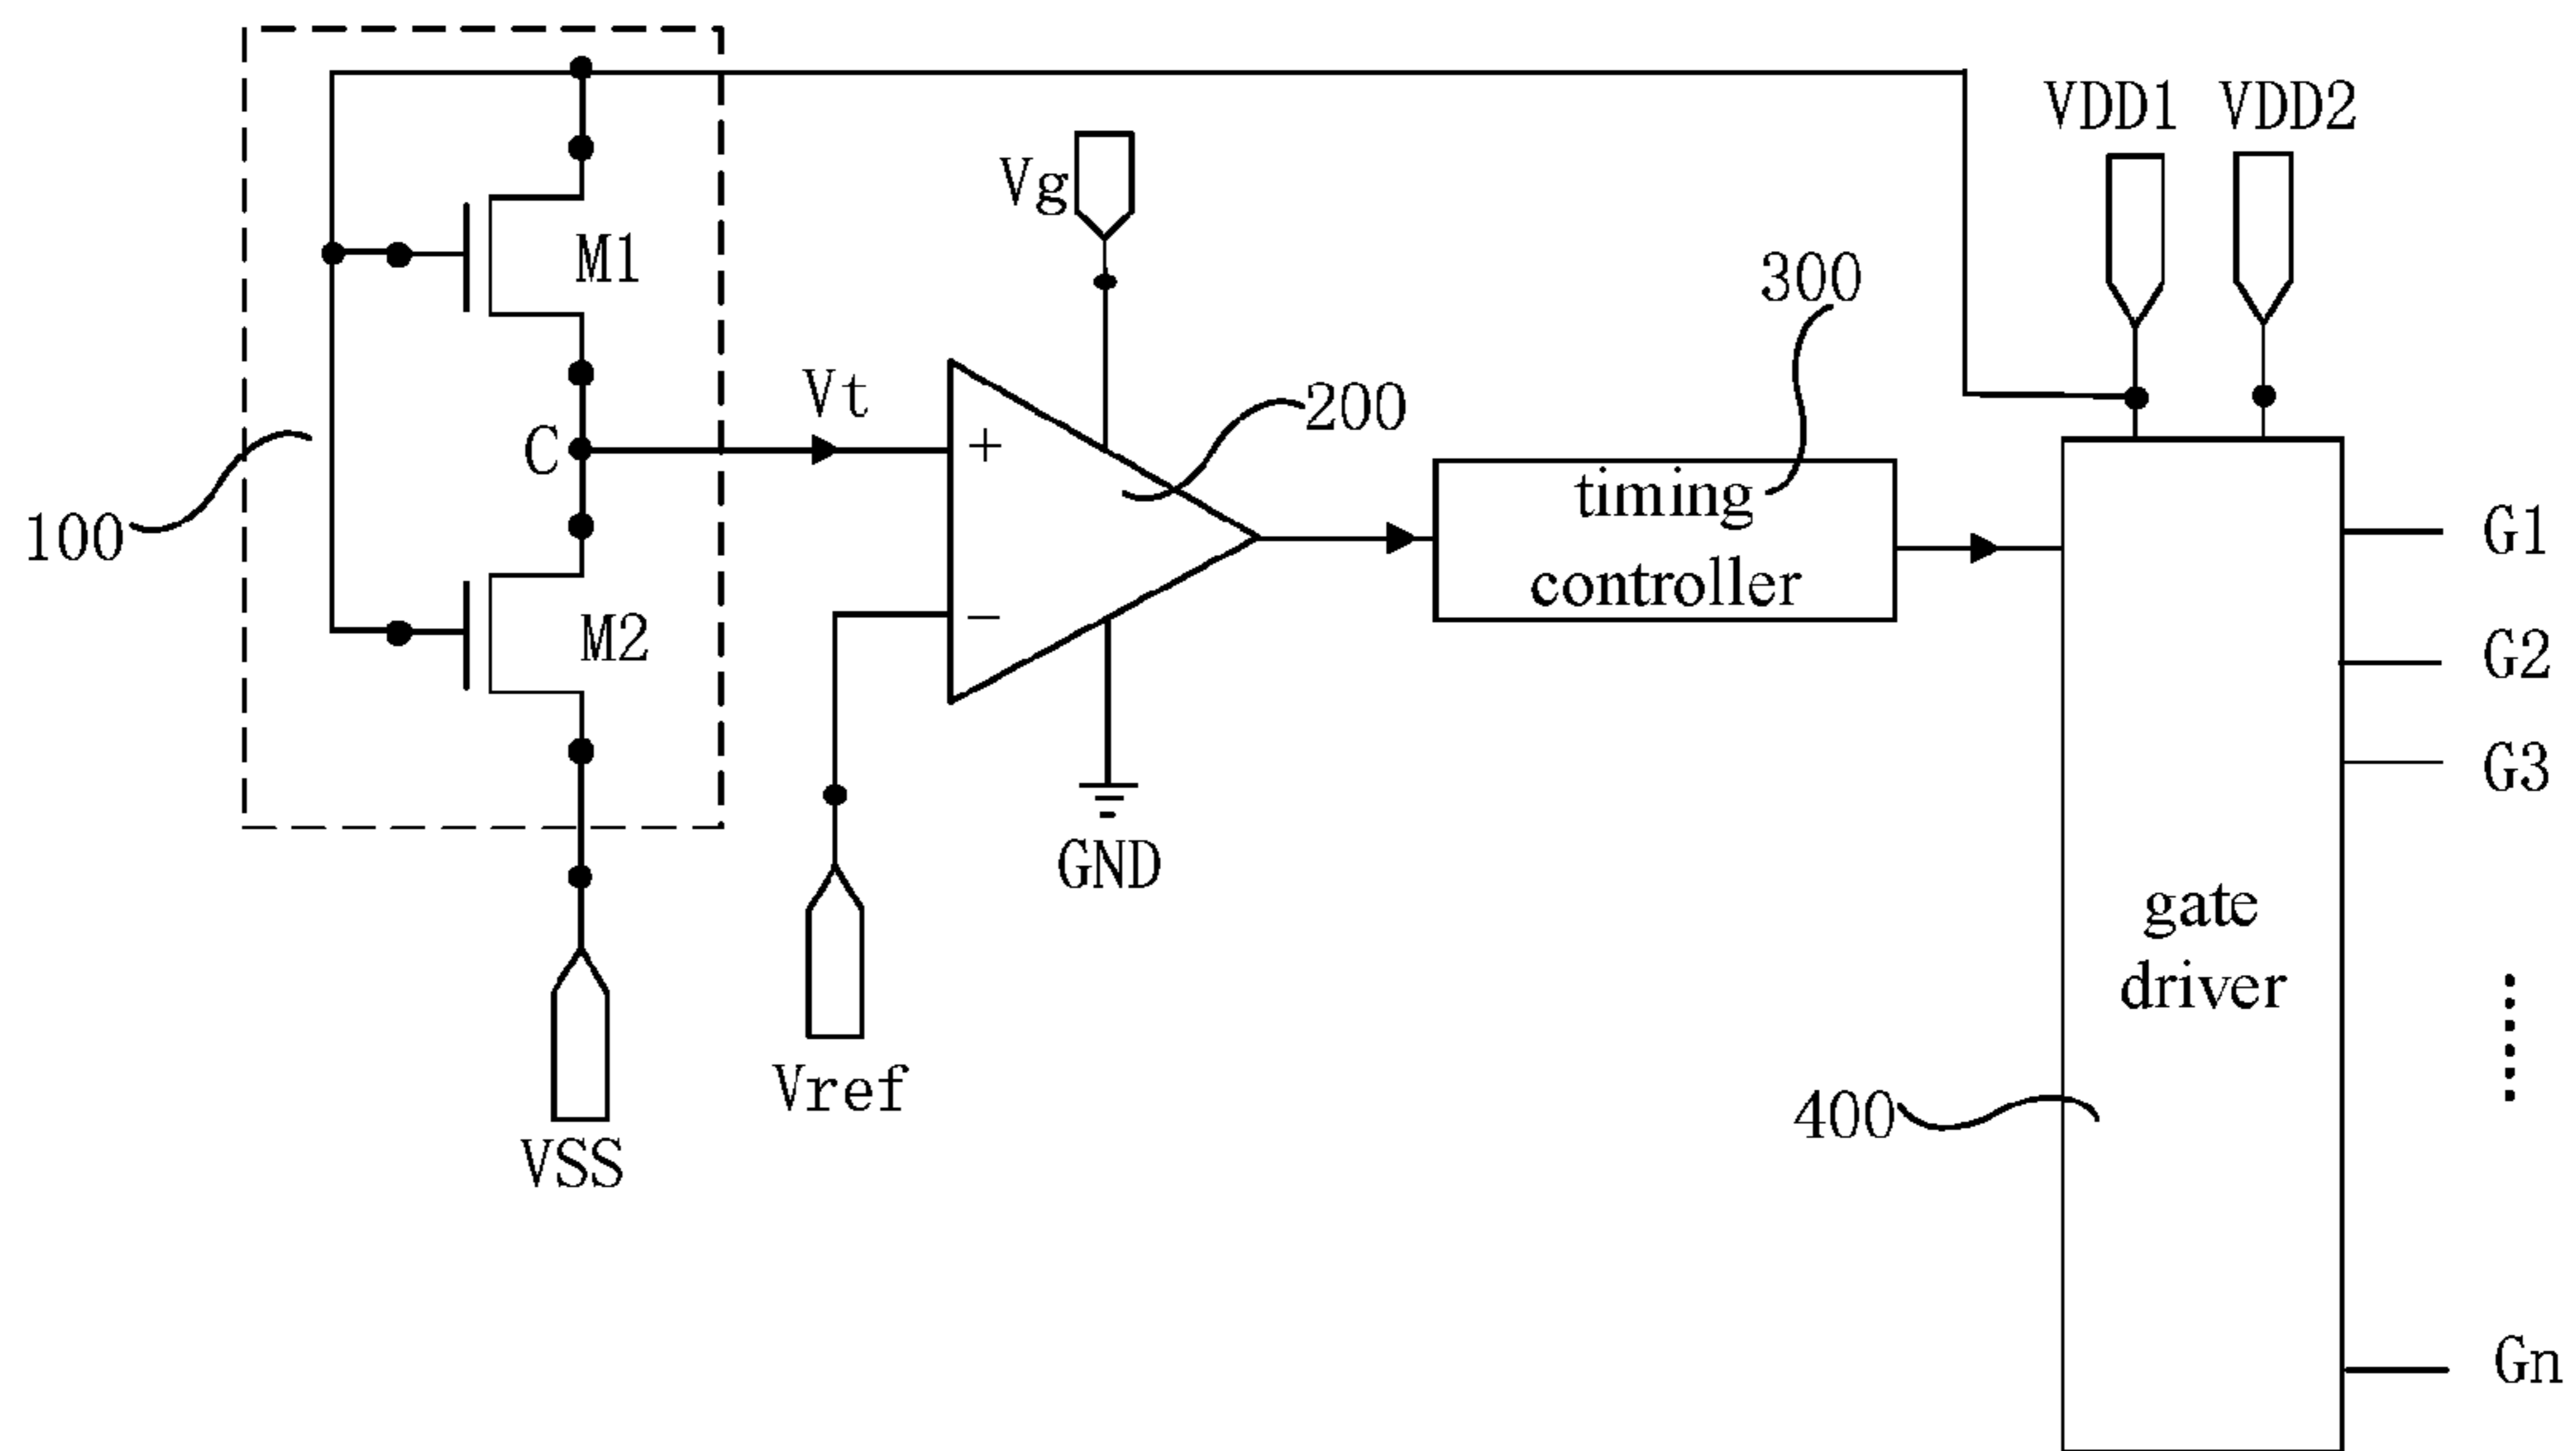 VDD1
VDD2
Vg
M1
300
Vt
200
C
+
timing
controller
100
G1
M2
−
G2
G3
GND
gate
driver
Vref
400
VSS
Gn